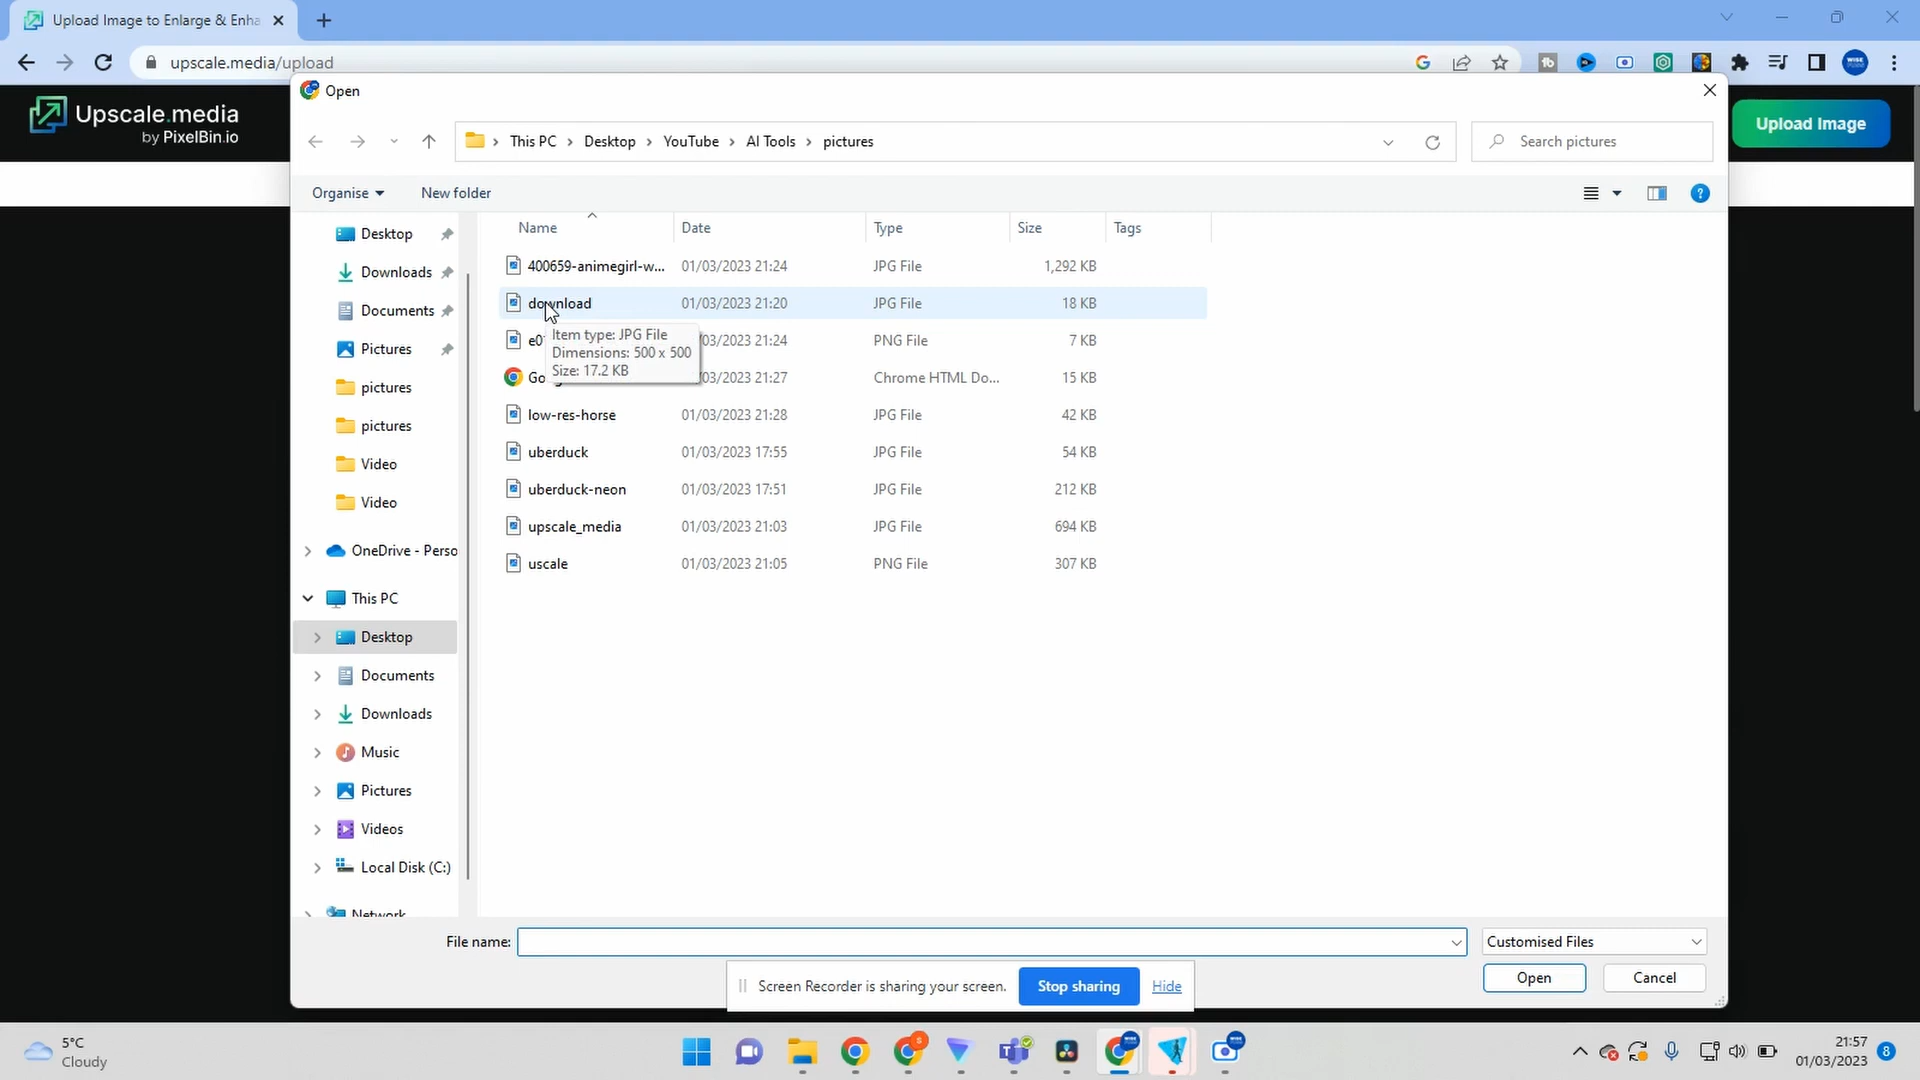 Upload Image to Enlarge & Enha
upscale.media/upload
Upscale.media
by PixelBin.io
Upload Image
Open
This PC > Desktop > YouTube > AI Tools > pictures
Search pictures
Organise
New folder
Name Date Type Size Tags
400659-animegirl-w... 01/03/2023 21:24 JPG File 1,292 KB
download 01/03/2023 21:20 JPG File 18 KB
03/2023 21:24 PNG File 7 KB
03/2023 21:27 Chrome HTML Do... 15 KB
low-res-horse 01/03/2023 21:28 JPG File 42 KB
uberduck 01/03/2023 17:55 JPG File 54 KB
uberduck-neon 01/03/2023 17:51 JPG File 212 KB
upscale_media 01/03/2023 21:03 JPG File 694 KB
uscale 01/03/2023 21:05 PNG File 307 KB
Item type: JPG File
Dimensions: 500 x 500
Size: 17.2 KB
Desktop
Downloads
Documents
Pictures
pictures
pictures
Video
Video
OneDrive - Perso
This PC
Desktop
Documents
Downloads
Music
Pictures
Videos
Local Disk (C:)
Network
File name:
Customised Files
Open
Cancel
Screen Recorder is sharing your screen.
Stop sharing
Hide
5°C
Cloudy
21:57
01/03/2023
8